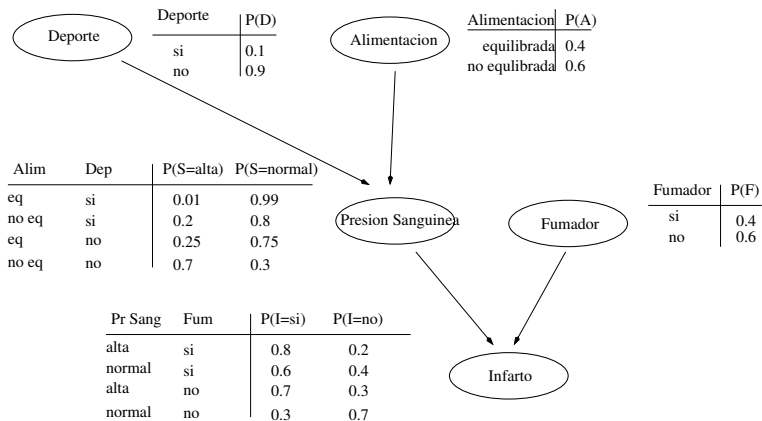 Deporte
Deporte P(D)
si 0.1
no 0.9
Alimentacion
Alimentacion P(A)
equilibrada 0.4
no equlibrada 0.6
Alim Dep P(S=alta) P(S=normal)
eq si 0.01 0.99
no eq si 0.2 0.8
eq no 0.25 0.75
no eq no 0.7 0.3
Presion Sanguinea
Fumador
Fumador P(F)
si 0.4
no 0.6
Pr Sang Fum P(I=si) P(I=no)
alta si 0.8 0.2
normal si 0.6 0.4
alta no 0.7 0.3
normal no 0.3 0.7
Infarto